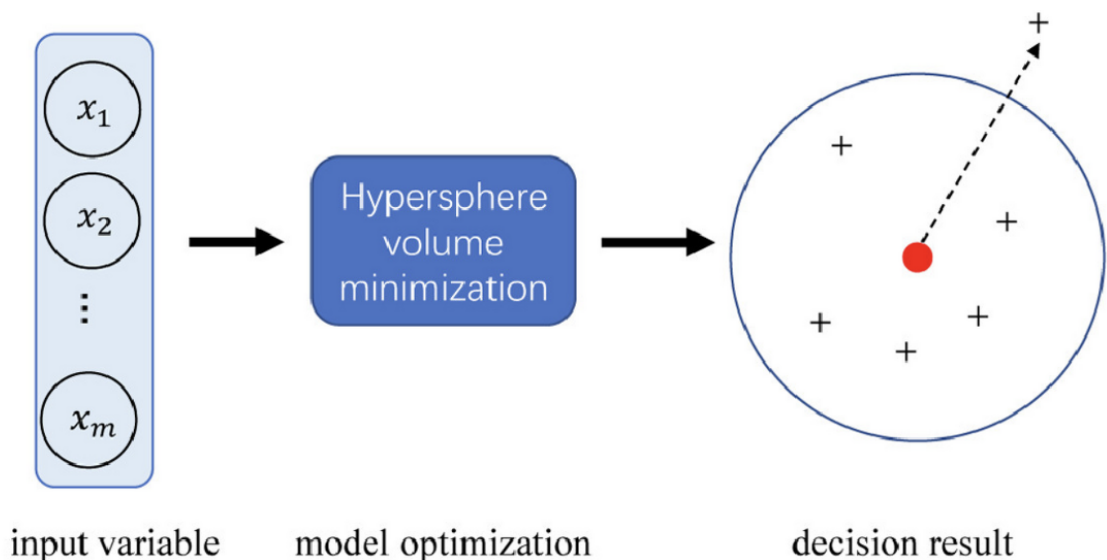 x₁
x₂
⋮
xₘ
Hypersphere
volume
minimization
input variable
model optimization
decision result